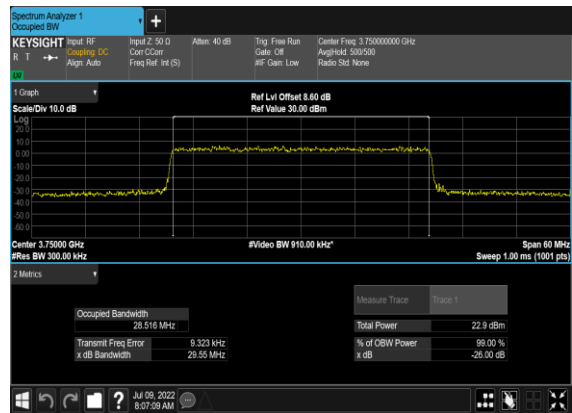 Spectrum Analyzer 1
Occupied BW
KEYSIGHT
R T
LW
Input: RF
Coupling: DC
Align: Auto
Input Z: 50 Ω
Corr CCorr
Freq Ref: Int (S)
Atten: 40 dB
Trig: Free Run
Gate: Off
#IF Gain: Low
Center Freq: 3.750000000 GHz
Avg|Hold: 500/500
Radio Std: None
1 Graph
Scale/Div 10.0 dB
Ref Lvl Offset 8.60 dB
Ref Value 30.00 dBm
Log
20.0
10.0
0.00
-10.0
-20.0
-30.0
-40.0
-50.0
-60.0
Center 3.75000 GHz
#Res BW 300.00 kHz
#Video BW 910.00 kHz*
Span 60 MHz
Sweep 1.00 ms (1001 pts)
2 Metrics
Measure Trace Trace 1
Occupied Bandwidth
28.516 MHz
Total Power 22.9 dBm
Transmit Freq Error 9.323 kHz
% of OBW Power 99.00 %
x dB Bandwidth 29.55 MHz
x dB -26.00 dB
?
Jul 09, 2022
8:07:09 AM